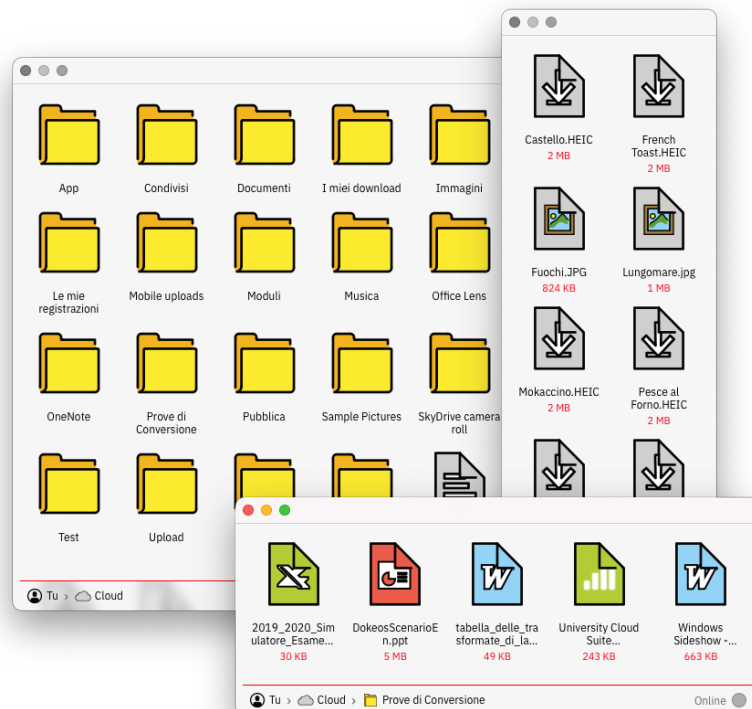 App
Condivisi
Documenti
I miei download
Immagini
Le mie
registrazioni
Mobile uploads
Moduli
Musica
Office Lens
OneNote
Prove di
Conversione
Pubblica
Sample Pictures
SkyDrive camera
roll
Test
Upload
Tu › Cloud
Castello.HEIC
2 MB
French
Toast.HEIC
2 MB
Fuochi.JPG
824 KB
Lungomare.jpg
1 MB
Mokaccino.HEIC
2 MB
Pesce al
Forno.HEIC
2 MB
2019_2020_Sim
ulatore_Esame...
30 KB
DokeosScenarioE
n.ppt
5 MB
W
tabella_delle_tra
sformate_di_la...
49 KB
University Cloud
Suite...
243 KB
W
Windows
Sideshow -...
663 KB
Tu › Cloud › Prove di Conversione
Online